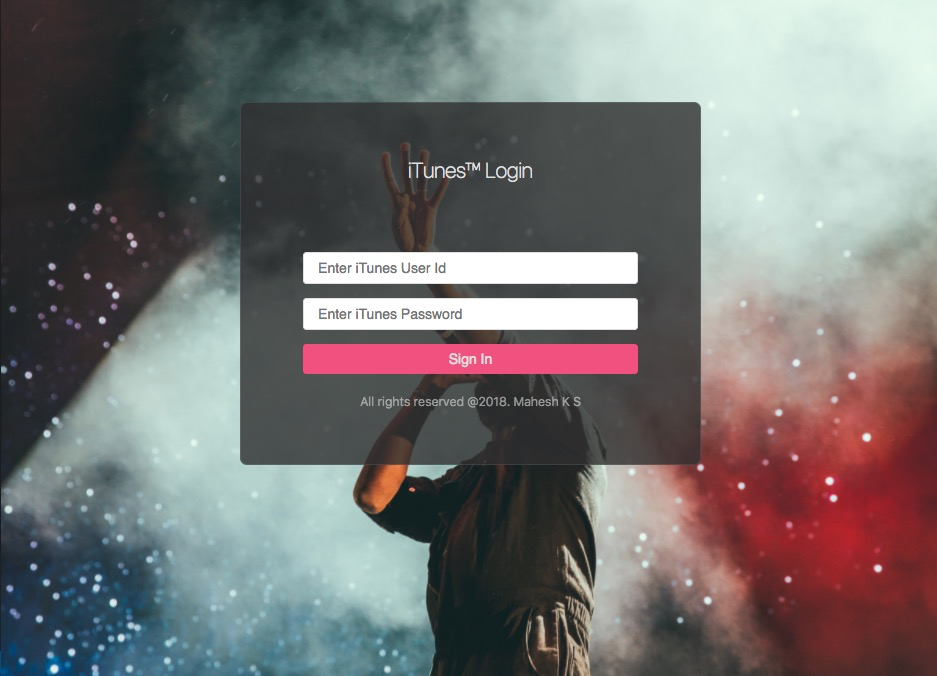 iTunes™ Login
Enter iTunes User Id
Enter iTunes Password
Sign In
All rights reserved @2018. Mahesh K S